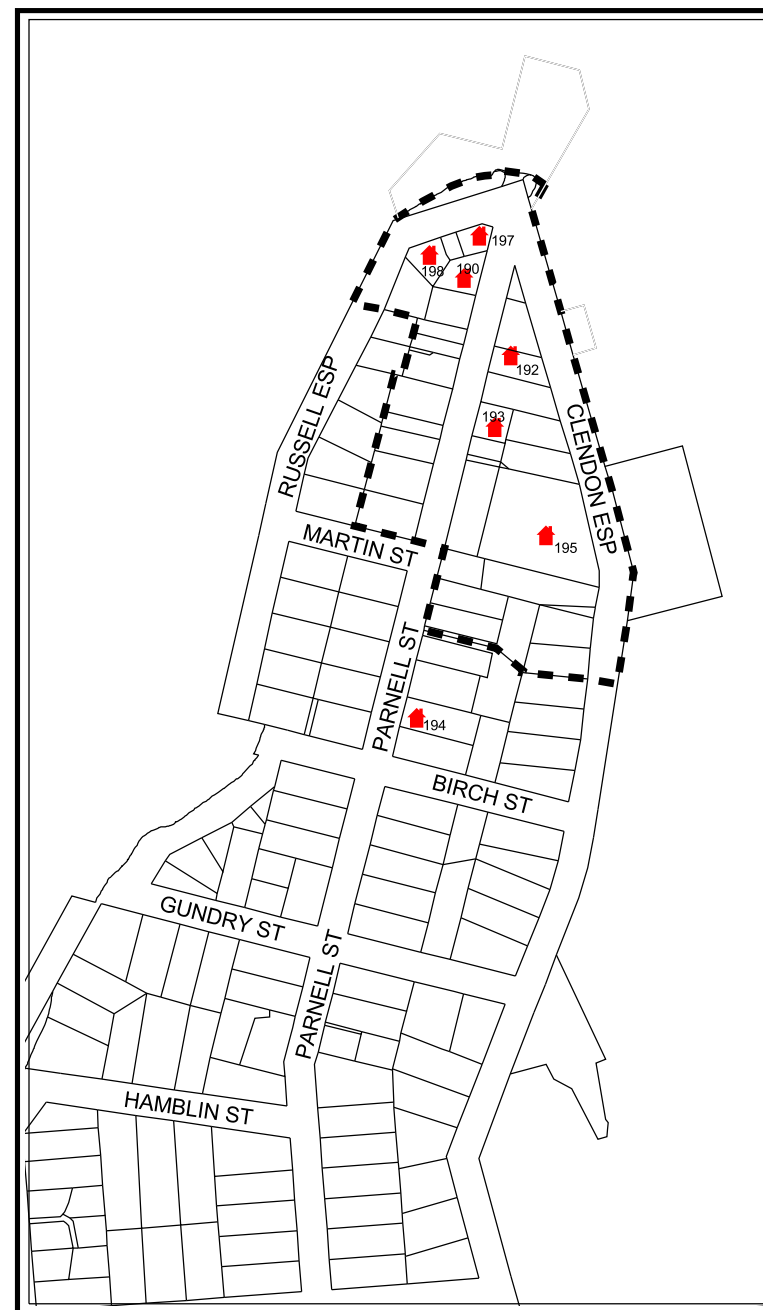 197
198
190
192
193
RUSSELL ESP
CLENDON ESP
195
MARTIN ST
PARNELL ST
194
BIRCH ST
GUNDRY ST
PARNELL ST
HAMBLIN ST